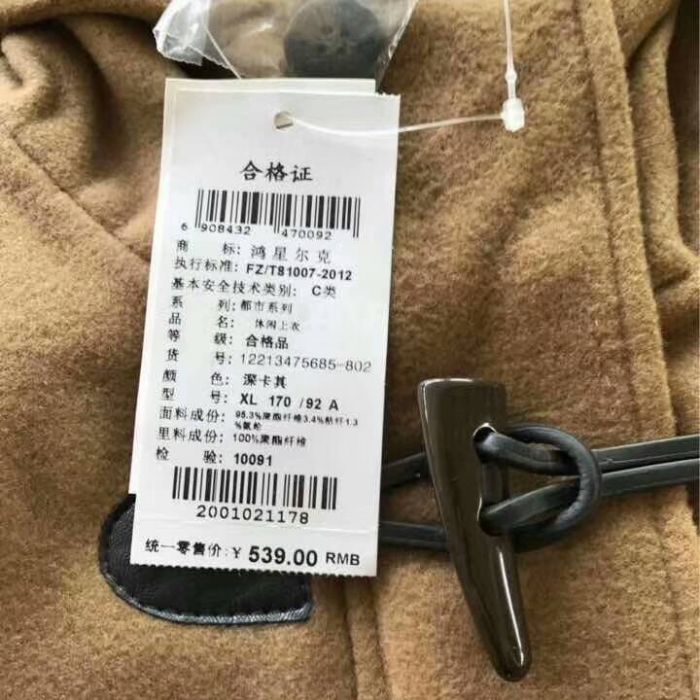 合格证
6 908432 470092
商 标: 鸿星尔克
执行标准: FZ/T81007-2012
基本安全技术类别: C类
系 列: 都市系列
品 名: 休闲上衣
等 级: 合格品
货 号: 12213475685-802
颜 色: 深卡其
型 号: XL 170 /92 A
面料成份: 95.3%聚酯纤维3.4%粘纤1.3
%氨纶
里料成份: 100%聚酯纤维
检 验: 10091
2001021178
统一零售价: ¥ 539.00 RMB